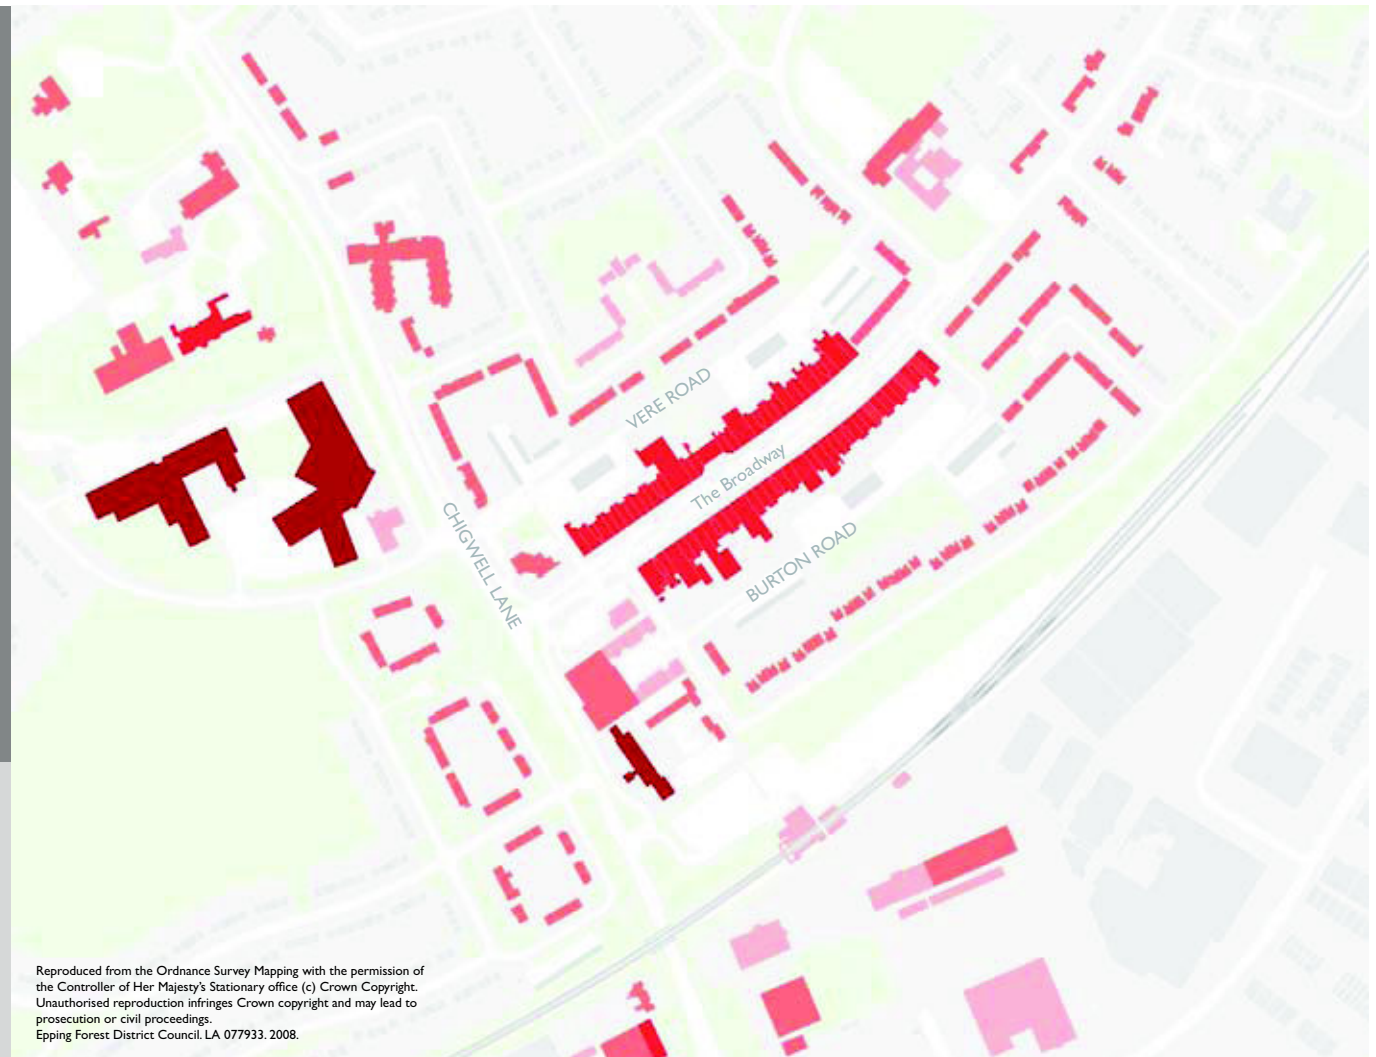 VERE ROAD
The Broadway
CHIGWELL LANE
BURTON ROAD
Reproduced from the Ordnance Survey Mapping with the permission of
the Controller of Her Majesty's Stationary office (c) Crown Copyright.
Unauthorised reproduction infringes Crown copyright and may lead to
prosecution or civil proceedings.
Epping Forest District Council. LA 077933. 2008.